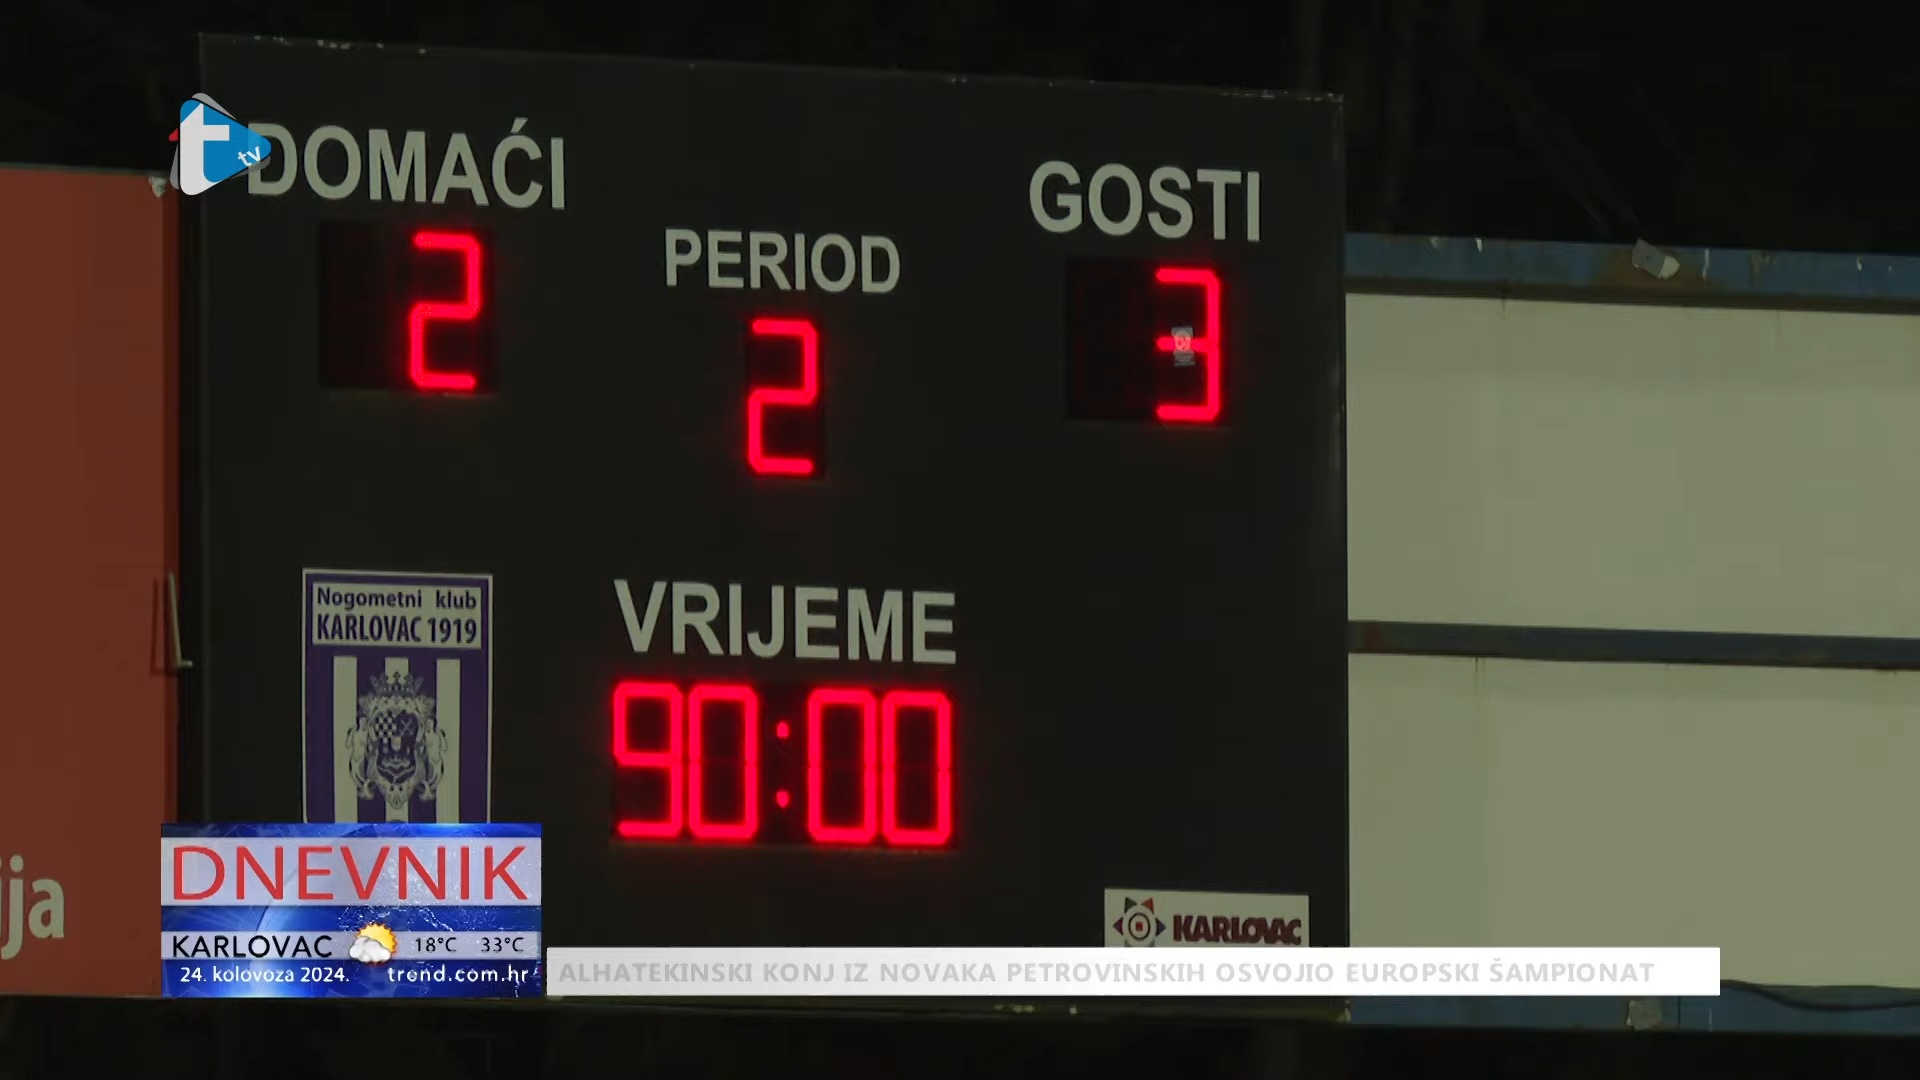 t
tv
DOMAĆI
GOSTI
PERIOD
2
3
2
VRIJEME
90:00
Nogometni klub
KARLOVAC 1919
ija
KARLOVAC
DNEVNIK
KARLOVAC 18°C 33°C
24. kolovoza 2024. trend.com.hr
ALHATEKINSKI KONJ IZ NOVAKA PETROVINSKIH OSVOJIO EUROPSKI ŠAMPIONAT